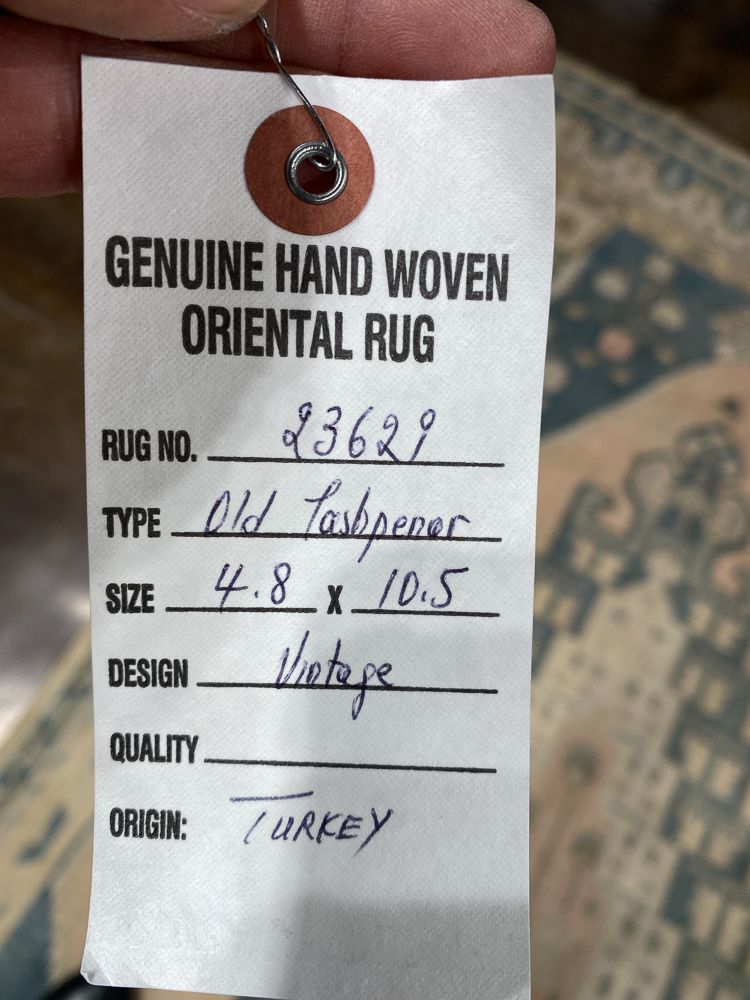 GENUINE HAND WOVEN
ORIENTAL RUG
RUG NO. 23629
TYPE Old Tashpenar
SIZE 4.8 X 10.5
DESIGN Vintage
QUALITY
ORIGIN: TURKEY